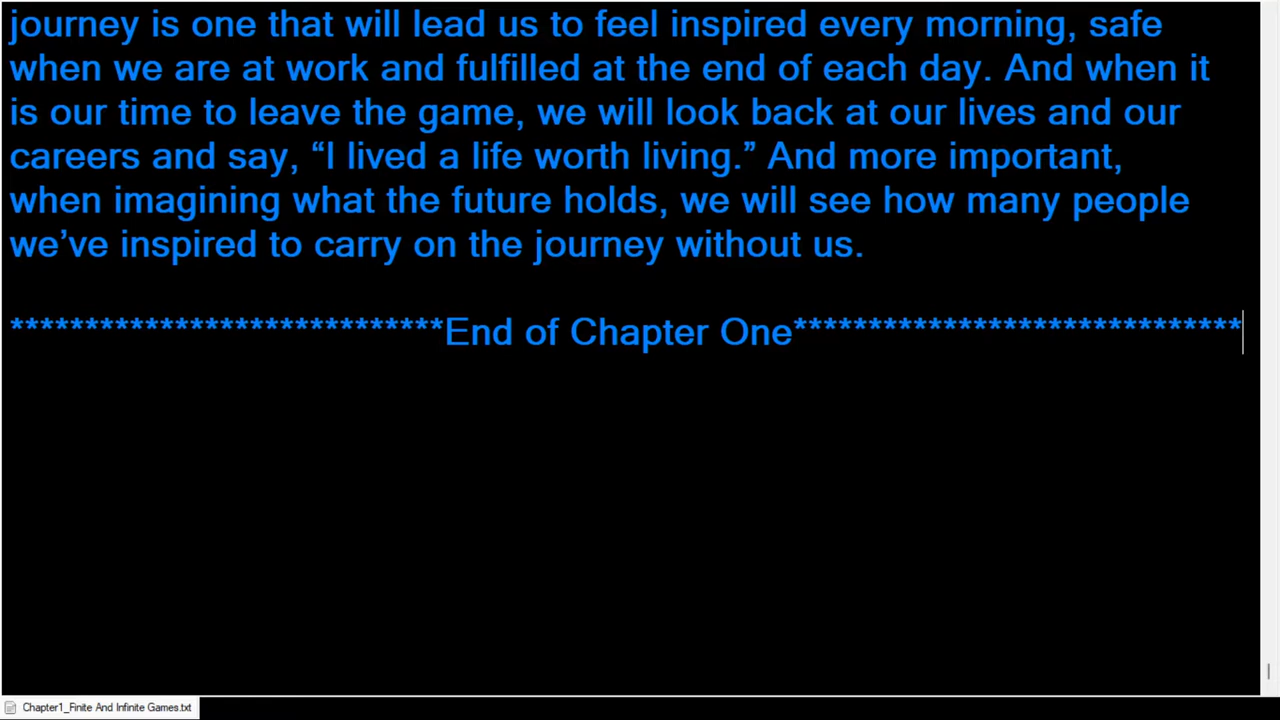 journey is one that will lead us to feel inspired every morning, safe
when we are at work and fulfilled at the end of each day. And when it
is our time to leave the game, we will look back at our lives and our
careers and say, “I lived a life worth living.” And more important,
when imagining what the future holds, we will see how many people
we’ve inspired to carry on the journey without us.
*****************************End of Chapter One******************************
Chapter1_Finite And Infinite Games.txt